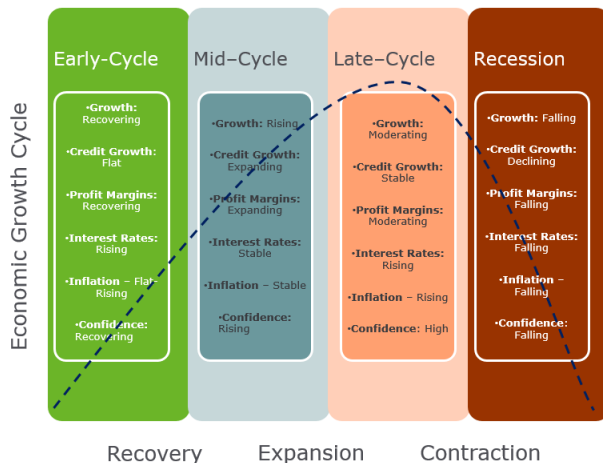 Early-Cycle
•Growth:
Recovering
•Credit Growth:
Flat
•Profit Margins:
Recovering
•Interest Rates:
Rising
•Inflation – Flat-
Rising
•Confidence:
Recovering
Mid–Cycle
•Growth: Rising
•Credit Growth:
Expanding
•Profit Margins:
Expanding
•Interest Rates:
Stable
•Inflation – Stable
•Confidence:
Rising
Late-Cycle
•Growth:
Moderating
•Credit Growth:
Stable
•Profit Margins:
Moderating
•Interest Rates:
Rising
•Inflation – Rising
•Confidence: High
Recession
•Growth: Falling
•Credit Growth:
Declining
•Profit Margins:
Falling
•Interest Rates:
Falling
•Inflation –
Falling
•Confidence:
Falling
Economic Growth Cycle
Recovery Expansion Contraction